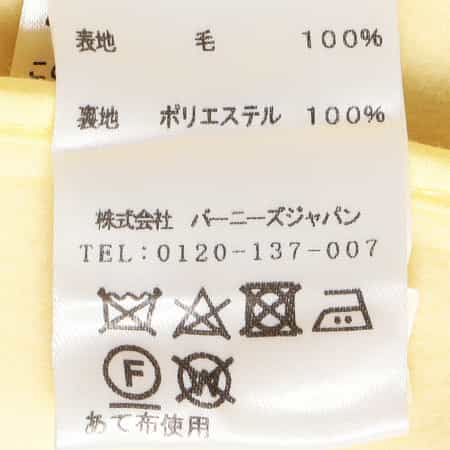 表地 毛 100%
裏地 ポリエステル 100%
株式会社 バーニーズジャパン
TEL:0120-137-007
F W
あて布使用